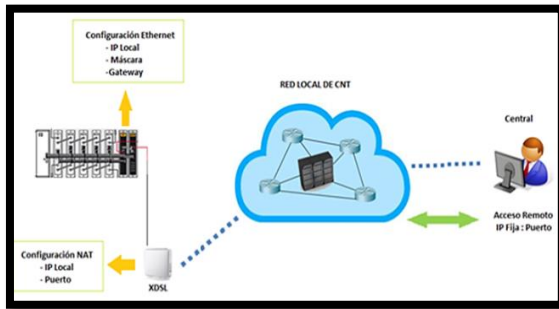 Configuración Ethernet
- IP Local
- Máscara
-Gateway
RED LOCAL DE CNT
Central
Acceso Remoto
IP Fija : Puerto
Configuración NAT
- IP Local
- Puerto
XDSL